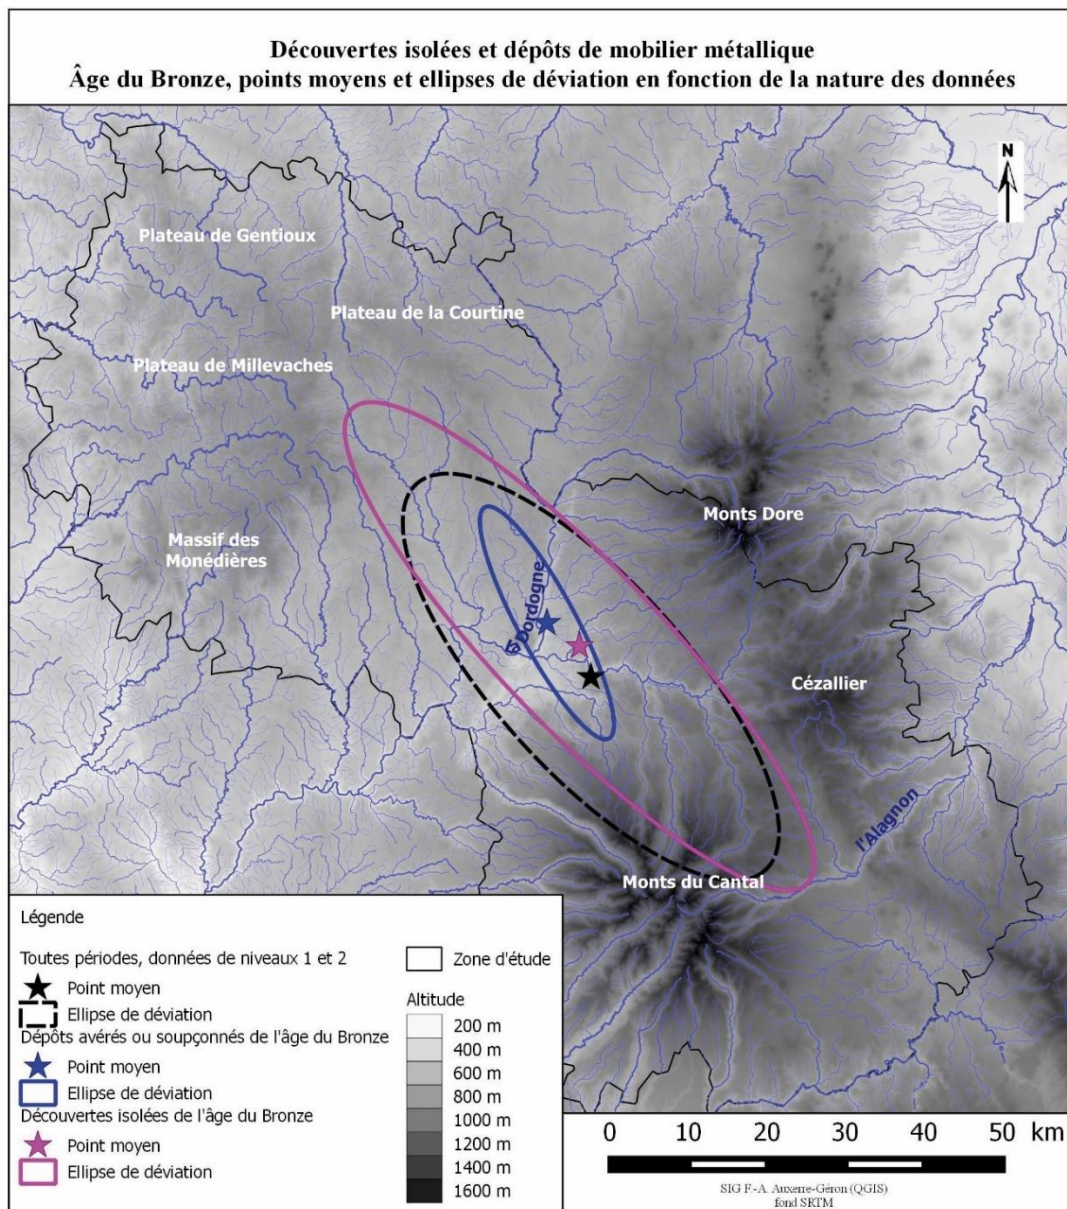 Découvertes isolées et dépôts de mobilier métallique
Âge du Bronze, points moyens et ellipses de déviation en fonction de la nature des données
N
Plateau de Gentioux
Plateau de la Courtine
Plateau de Millevaches
Monts Dore
Massif des
Monédières
la Dordogne
Cézallier
l'Alagnon
Monts du Cantal
Légende
Toutes périodes, données de niveaux 1 et 2
Point moyen
Ellipse de déviation
Dépôts avérés ou soupçonnés de l'âge du Bronze
Point moyen
Ellipse de déviation
Découvertes isolées de l'âge du Bronze
Point moyen
Ellipse de déviation
Zone d'étude
Altitude
200 m
400 m
600 m
800 m
1000 m
1200 m
1400 m
1600 m
0 10 20 30 40 50 km
SIG F.-A. Auxerre-Géron (QGIS)
fond SRTM